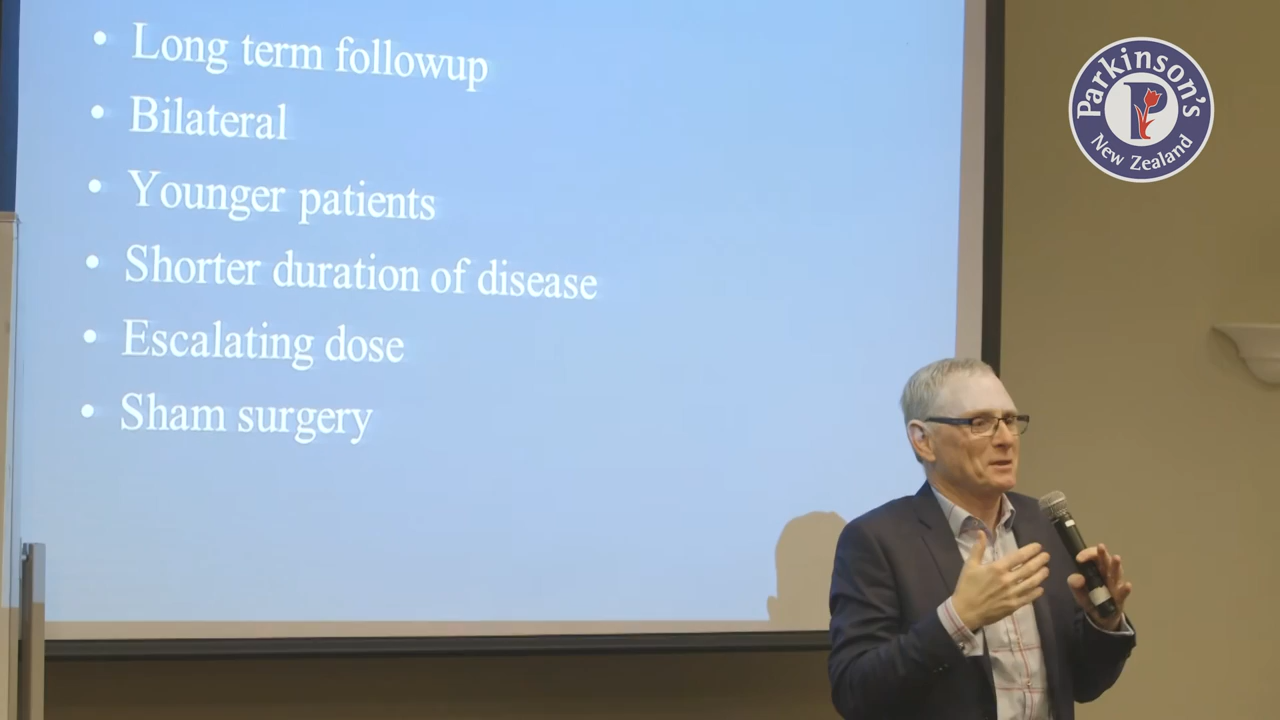 • Long term followup
• Bilateral
• Younger patients
• Shorter duration of disease
• Escalating dose
• Sham surgery
Parkinson's
P
New Zealand